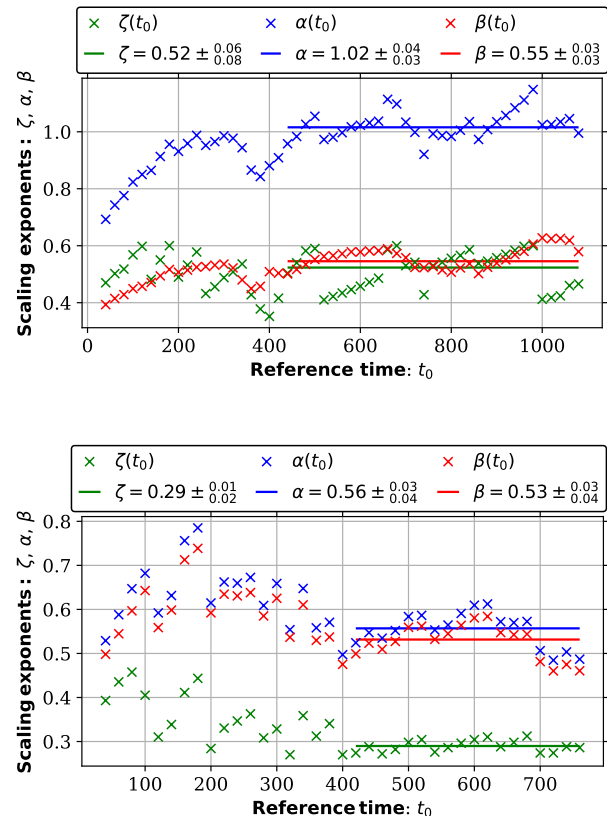 ζ(t₀) α(t₀) β(t₀)
ζ = 0.52 ± 0.06 0.08 α = 1.02 ± 0.04 0.03 β = 0.55 ± 0.03 0.03
Scaling exponents : ζ, α, β
1.0
0.8
0.6
0.4
0 200 400 600 800 1000
Reference time: t₀
ζ(t₀) α(t₀) β(t₀)
ζ = 0.29 ± 0.01 0.02 α = 0.56 ± 0.03 0.04 β = 0.53 ± 0.03 0.04
Scaling exponents : ζ, α, β
0.8
0.7
0.6
0.5
0.4
0.3
100 200 300 400 500 600 700
Reference time: t₀